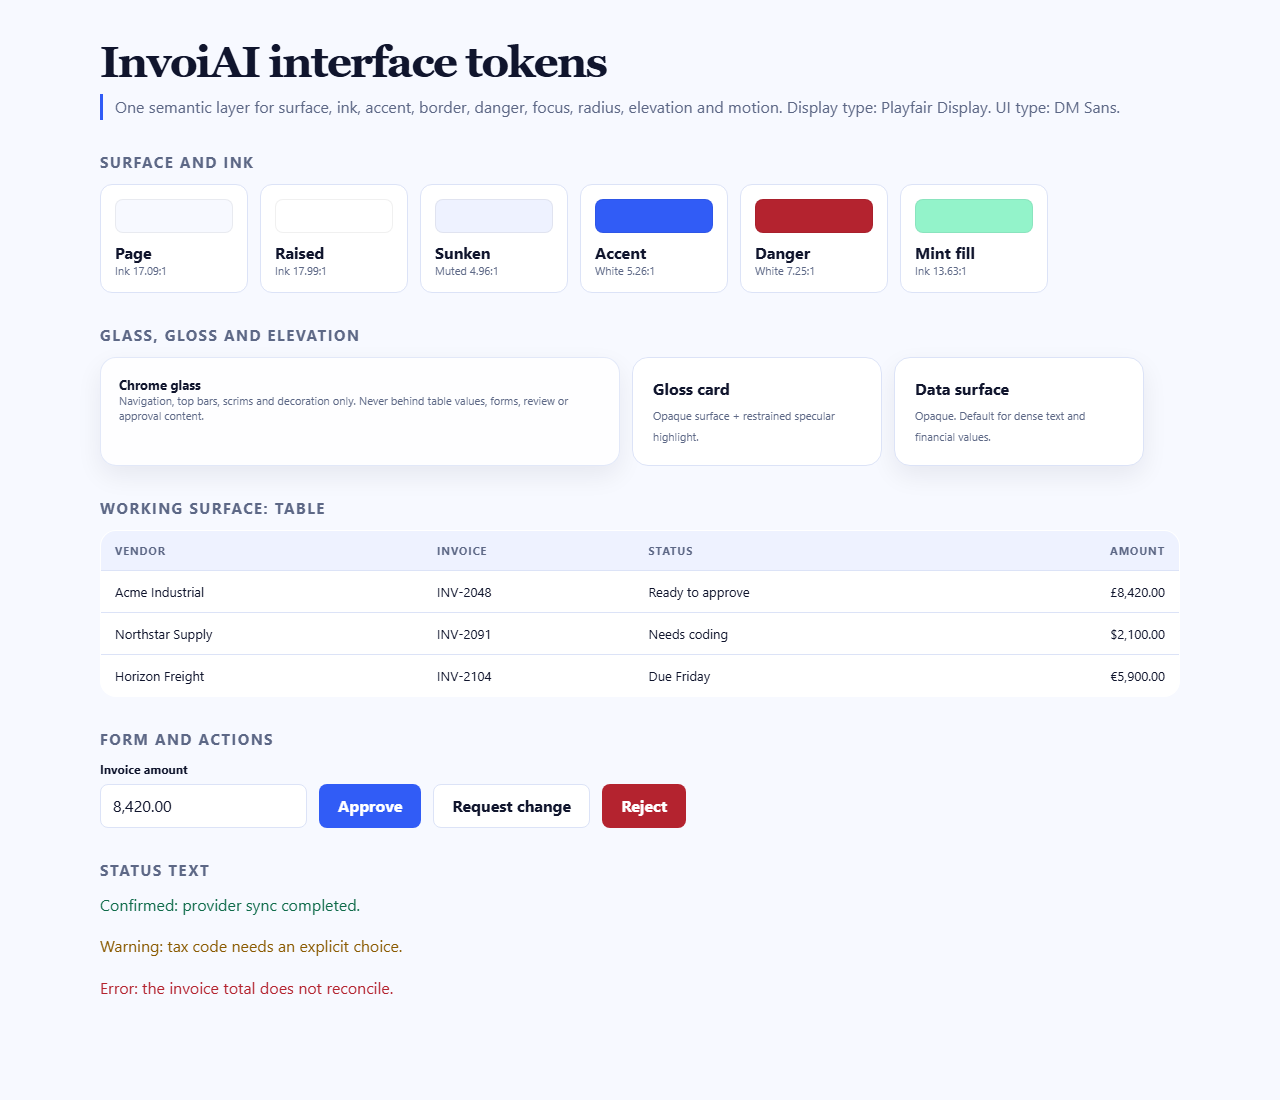 InvoiAI interface tokens
One semantic layer for surface, ink, accent, border, danger, focus, radius, elevation and motion. Display type: Playfair Display. UI type: DM Sans.
SURFACE AND INK
Page
Ink 17.09:1
Raised
Ink 17.99:1
Sunken
Muted 4.96:1
Accent
White 5.26:1
Danger
White 7.25:1
Mint fill
Ink 13.63:1
GLASS, GLOSS AND ELEVATION
Chrome glass
Navigation, top bars, scrims and decoration only. Never behind table values, forms, review or
approval content.
Gloss card
Opaque surface + restrained specular
highlight.
Data surface
Opaque. Default for dense text and
financial values.
WORKING SURFACE: TABLE
VENDOR INVOICE STATUS AMOUNT
Acme Industrial INV-2048 Ready to approve £8,420.00
Northstar Supply INV-2091 Needs coding $2,100.00
Horizon Freight INV-2104 Due Friday €5,900.00
FORM AND ACTIONS
Invoice amount
8,420.00 Approve Request change Reject
STATUS TEXT
Confirmed: provider sync completed.
Warning: tax code needs an explicit choice.
Error: the invoice total does not reconcile.